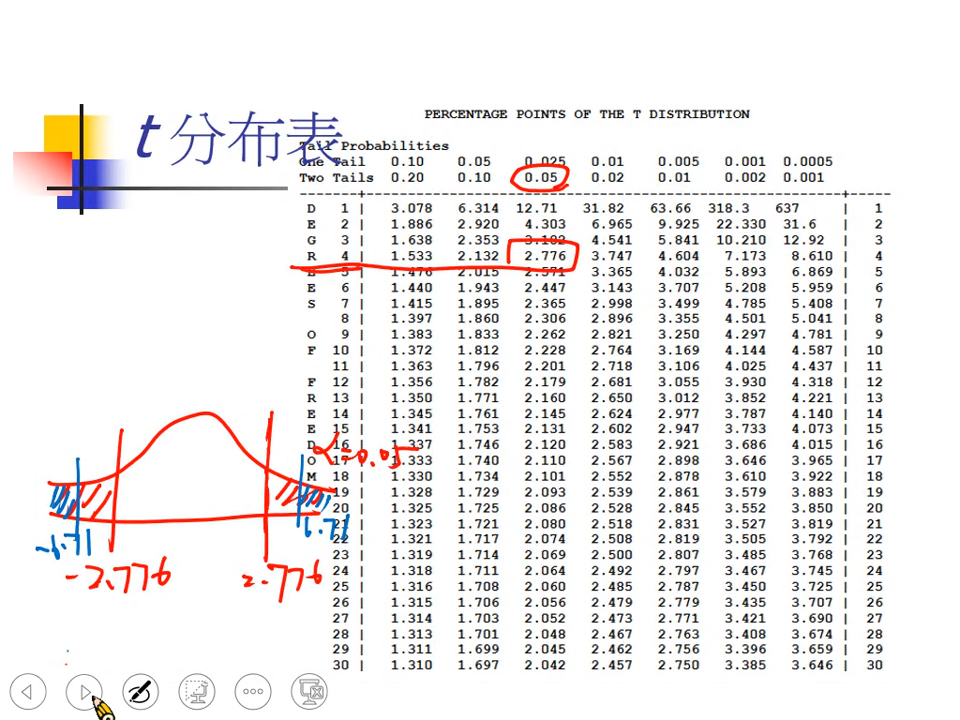 t 分布表
PERCENTAGE POINTS OF THE T DISTRIBUTION
Tail Probabilities
One Tail 0.10 0.05 0.025 0.01 0.005 0.001 0.0005
Two Tails 0.20 0.10 0.05 0.02 0.01 0.002 0.001
D 1 | 3.078 6.314 12.71 31.82 63.66 318.3 637 | 1
E 2 | 1.886 2.920 4.303 6.965 9.925 22.330 31.6 | 2
G 3 | 1.638 2.353 3.182 4.541 5.841 10.210 12.92 | 3
R 4 | 1.533 2.132 2.776 3.747 4.604 7.173 8.610 | 4
E 5 | 1.476 2.015 2.571 3.365 4.032 5.893 6.869 | 5
E 6 | 1.440 1.943 2.447 3.143 3.707 5.208 5.959 | 6
S 7 | 1.415 1.895 2.365 2.998 3.499 4.785 5.408 | 7
8 | 1.397 1.860 2.306 2.896 3.355 4.501 5.041 | 8
O 9 | 1.383 1.833 2.262 2.821 3.250 4.297 4.781 | 9
F 10 | 1.372 1.812 2.228 2.764 3.169 4.144 4.587 | 10
11 | 1.363 1.796 2.201 2.718 3.106 4.025 4.437 | 11
F 12 | 1.356 1.782 2.179 2.681 3.055 3.930 4.318 | 12
R 13 | 1.350 1.771 2.160 2.650 3.012 3.852 4.221 | 13
E 14 | 1.345 1.761 2.145 2.624 2.977 3.787 4.140 | 14
E 15 | 1.341 1.753 2.131 2.602 2.947 3.733 4.073 | 15
D 16 | 1.337 1.746 2.120 2.583 2.921 3.686 4.015 | 16
α=0.05
O 17 | 1.333 1.740 2.110 2.567 2.898 3.646 3.965 | 17
M 18 | 1.330 1.734 2.101 2.552 2.878 3.610 3.922 | 18
19 | 1.328 1.729 2.093 2.539 2.861 3.579 3.883 | 19
20 | 1.325 1.725 2.086 2.528 2.845 3.552 3.850 | 20
21 | 1.323 1.721 2.080 2.518 2.831 3.527 3.819 | 21
22 | 1.321 1.717 2.074 2.508 2.819 3.505 3.792 | 22
23 | 1.319 1.714 2.069 2.500 2.807 3.485 3.768 | 23
24 | 1.318 1.711 2.064 2.492 2.797 3.467 3.745 | 24
25 | 1.316 1.708 2.060 2.485 2.787 3.450 3.725 | 25
26 | 1.315 1.706 2.056 2.479 2.779 3.435 3.707 | 26
27 | 1.314 1.703 2.052 2.473 2.771 3.421 3.690 | 27
28 | 1.313 1.701 2.048 2.467 2.763 3.408 3.674 | 28
29 | 1.311 1.699 2.045 2.462 2.756 3.396 3.659 | 29
30 | 1.310 1.697 2.042 2.457 2.750 3.385 3.646 | 30
-6.71 6.71
-2.776 2.776